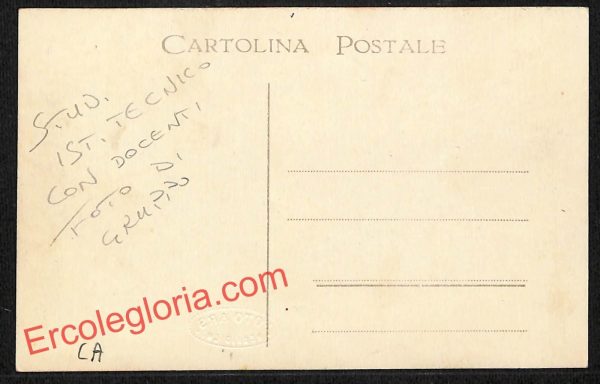 CARTOLINA POSTALE
STUD.
IST. TECNICO
CON DOCENTI
FOTO DI
GRUPPO
Ercolegloria.com
CA